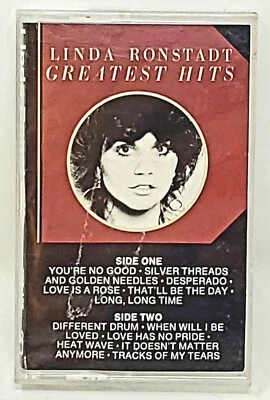 LINDA RONSTADT
GREATEST HITS
SIDE ONE
YOU'RE NO GOOD • SILVER THREADS
AND GOLDEN NEEDLES • DESPERADO •
LOVE IS A ROSE • THAT'LL BE THE DAY •
LONG, LONG TIME
SIDE TWO
DIFFERENT DRUM • WHEN WILL I BE
LOVED • LOVE HAS NO PRIDE •
HEAT WAVE • IT DOESN'T MATTER
ANYMORE • TRACKS OF MY TEARS